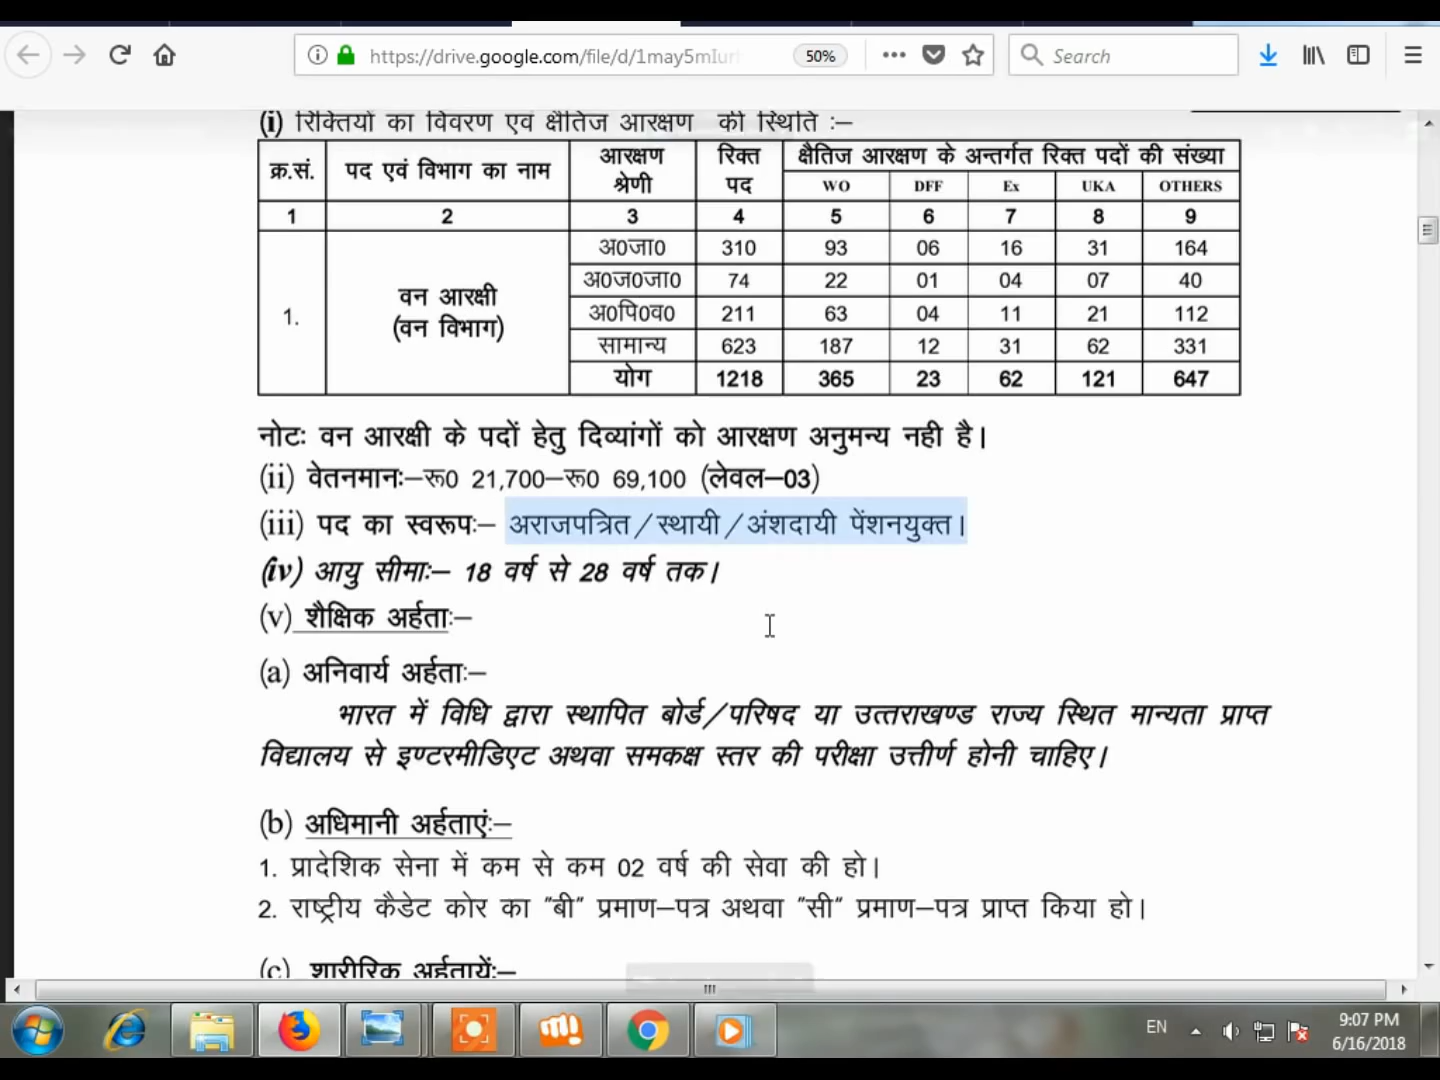 https://drive.google.com/file/d/1may5mIur
50%
Search
(i) रिक्तियों का विवरण एवं क्षैतिज आरक्षण की स्थिति :–
क्र.सं. पद एवं विभाग का नाम आरक्षण श्रेणी रिक्त पद क्षैतिज आरक्षण के अन्तर्गत रिक्त पदों की संख्या
WO DFF Ex UKA OTHERS
1 2 3 4 5 6 7 8 9
1. वन आरक्षी (वन विभाग)
अ0जा0 310 93 06 16 31 164
अ0ज0जा0 74 22 01 04 07 40
अ0पि0व0 211 63 04 11 21 112
सामान्य 623 187 12 31 62 331
योग 1218 365 23 62 121 647
नोटः वन आरक्षी के पदों हेतु दिव्यांगों को आरक्षण अनुमन्य नही है।
(ii) वेतनमानः–रू0 21,700–रू0 69,100 (लेवल–03)
(iii) पद का स्वरूपः– अराजपत्रित/स्थायी/अंशदायी पेंशनयुक्त।
(iv) आयु सीमाः– 18 वर्ष से 28 वर्ष तक।
(v) शैक्षिक अर्हताः–
(a) अनिवार्य अर्हताः–
भारत में विधि द्वारा स्थापित बोर्ड/परिषद या उत्तराखण्ड राज्य स्थित मान्यता प्राप्त
विद्यालय से इण्टरमीडिएट अथवा समकक्ष स्तर की परीक्षा उत्तीर्ण होनी चाहिए।
(b) अधिमानी अर्हताएंः–
1. प्रादेशिक सेना में कम से कम 02 वर्ष की सेवा की हो।
2. राष्ट्रीय कैडेट कोर का "बी" प्रमाण–पत्र अथवा "सी" प्रमाण–पत्र प्राप्त किया हो।
(c) शारीरिक अर्हतायेंः–
EN
9:07 PM
6/16/2018